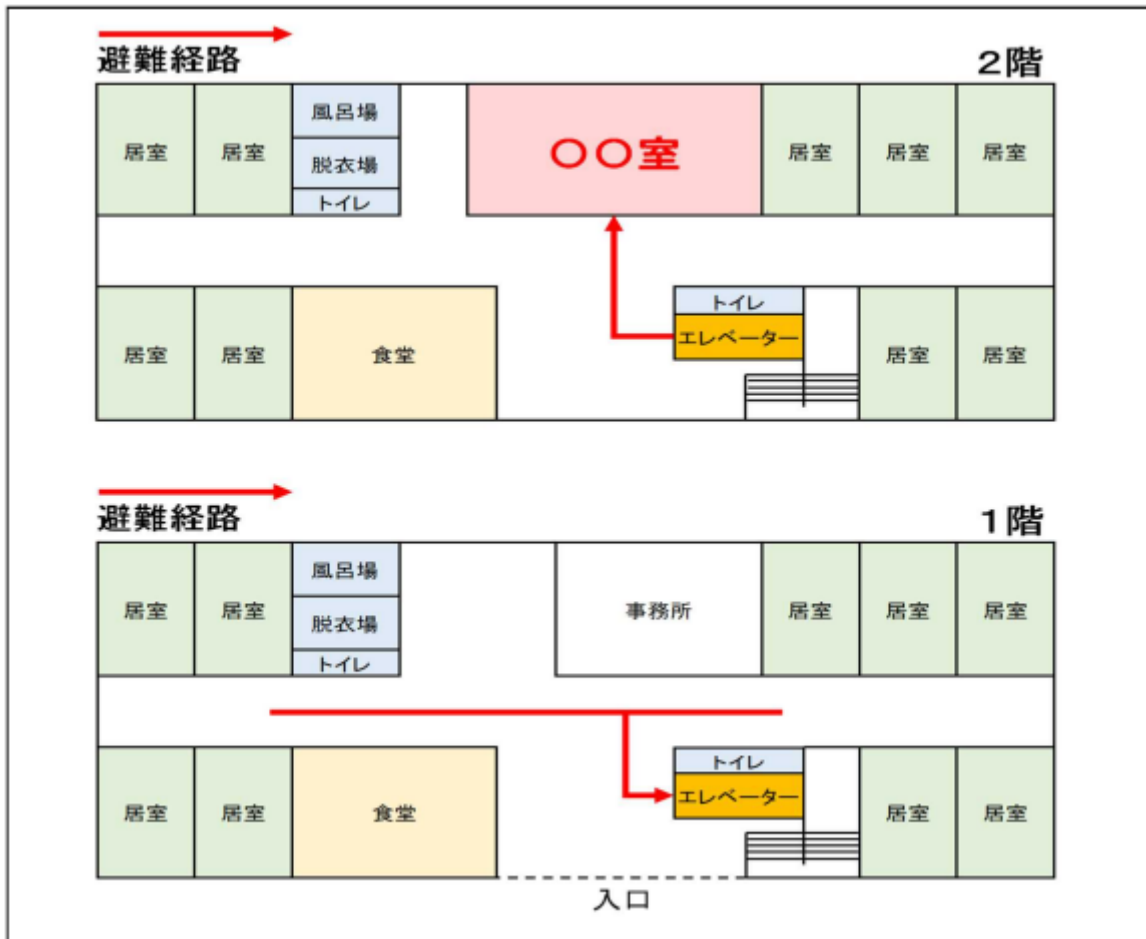 避難経路
2階
居室
居室
風呂場
脱衣場
トイレ
〇〇室
居室
居室
居室
居室
居室
食堂
トイレ
エレベーター
居室
居室
避難経路
1階
居室
居室
風呂場
脱衣場
トイレ
事務所
居室
居室
居室
居室
居室
食堂
トイレ
エレベーター
居室
居室
入口